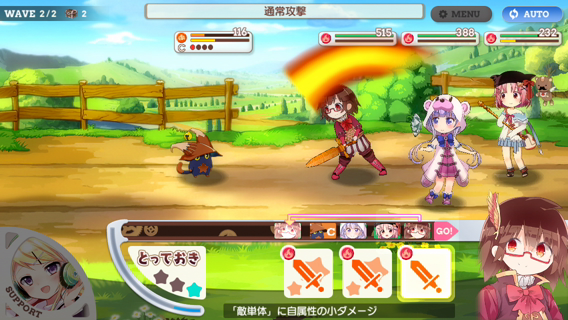 WAVE 2/2 2
通常攻撃
MENU
AUTO
116
C
515
388
232
C
GO!
とっておき
SUPPORT
「敵単体」に自属性の小ダメージ